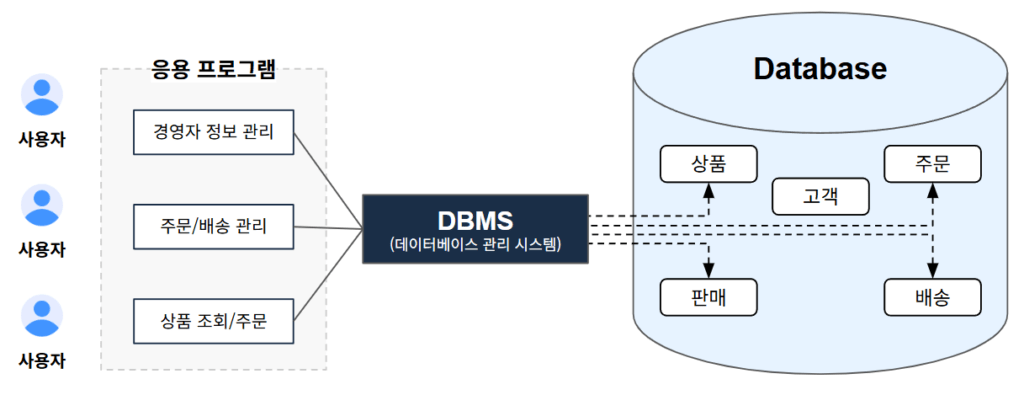 응용 프로그램
사용자
경영자 정보 관리
사용자
주문/배송 관리
사용자
상품 조회/주문
DBMS
(데이터베이스 관리 시스템)
Database
상품
주문
고객
판매
배송